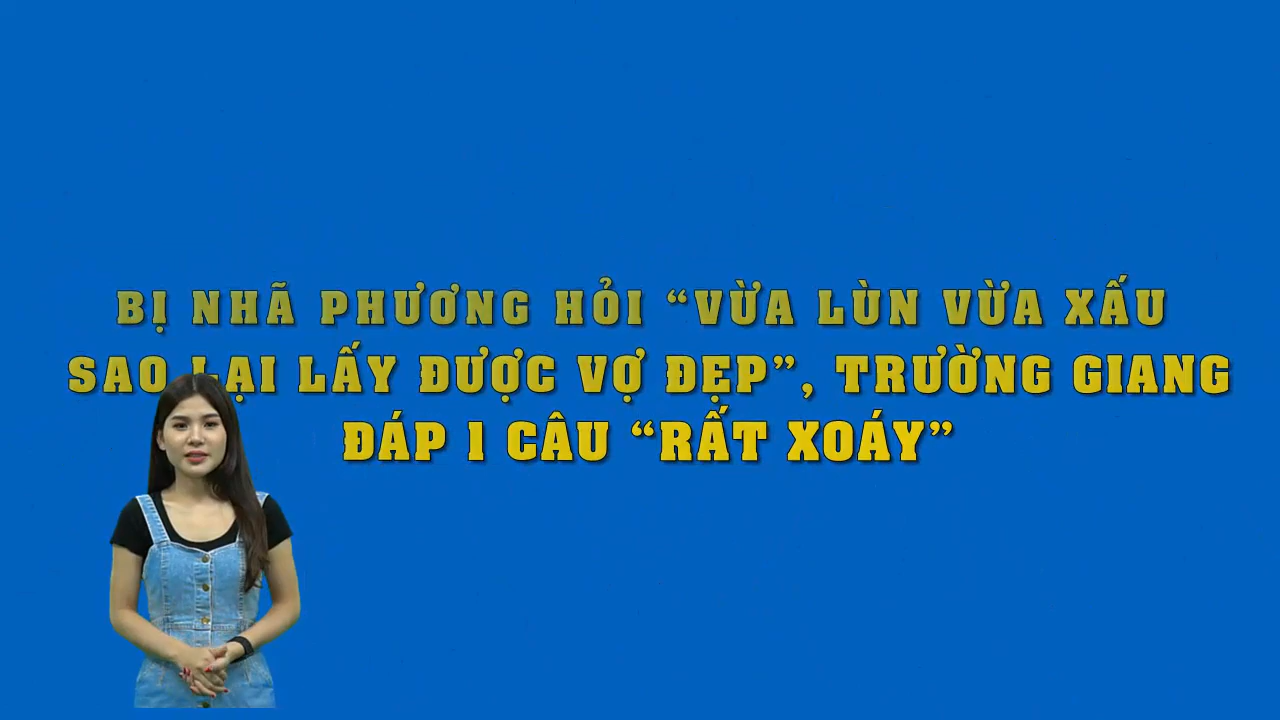 BỊ NHÃ PHƯƠNG HỎI “VỪA LÙN VỪA XẤU
SAO LẠI LẤY ĐƯỢC VỢ ĐẸP”, TRƯỜNG GIANG
ĐÁP 1 CÂU “RẤT XOÁY”